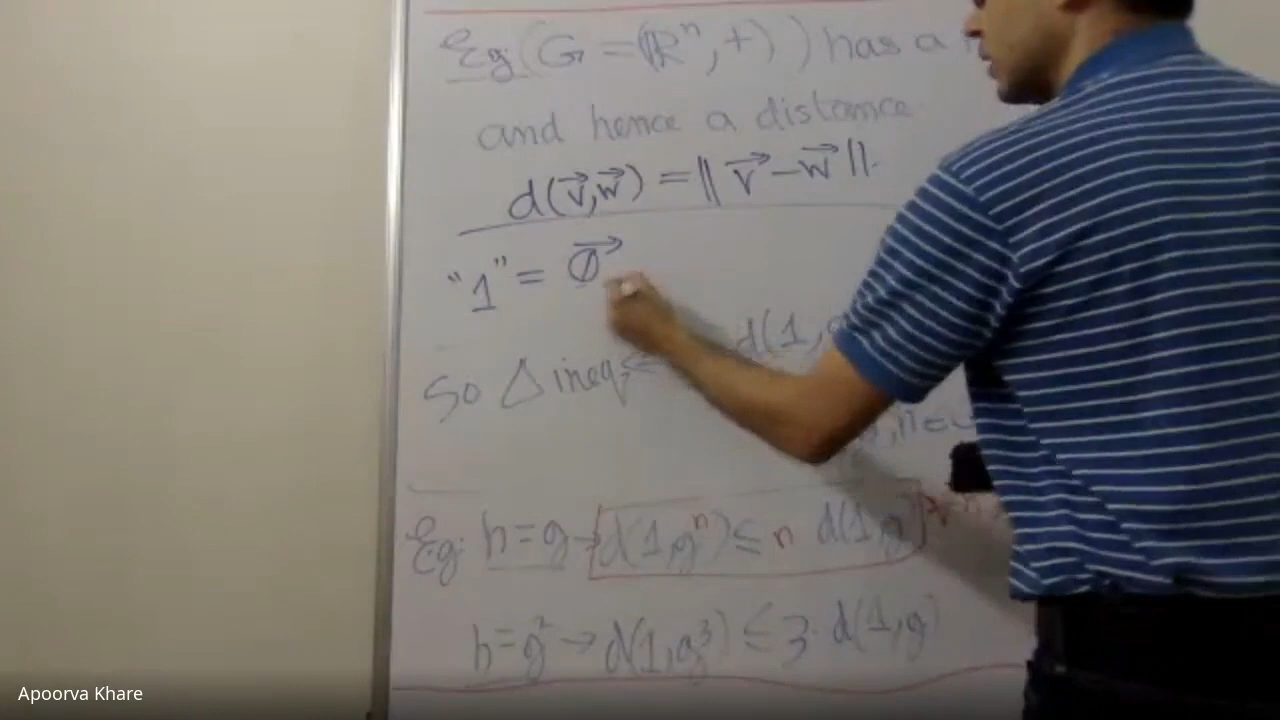 Eg: (G = (ℝⁿ, +)) has a
and hence a distance
d(v⃗,w⃗) = ‖ v⃗ − w⃗ ‖.
"1" = 0⃗
So Δ ineq. d(1,
Eg: h=g → d(1,gⁿ) ≤ n d(1,g)
h=g² → d(1,g³) ≤ 3· d(1,g)
Apoorva Khare